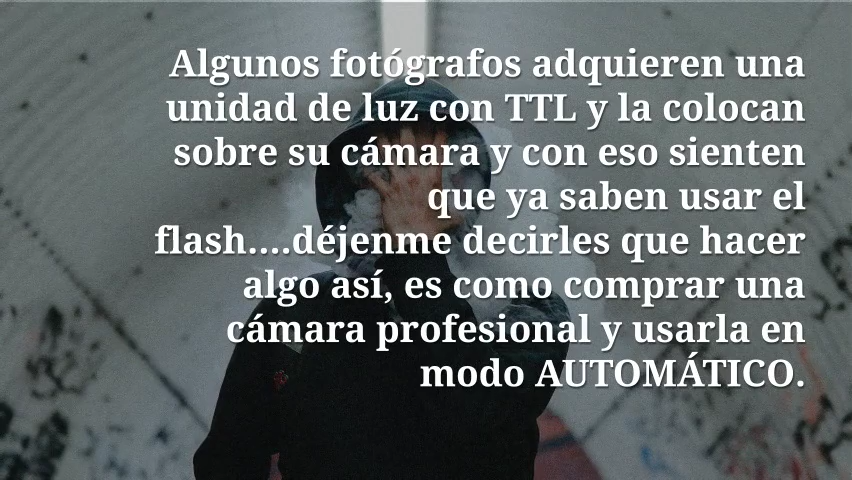 Algunos fotógrafos adquieren una
unidad de luz con TTL y la colocan
sobre su cámara y con eso sienten
que ya saben usar el
flash....déjenme decirles que hacer
algo así, es como comprar una
cámara profesional y usarla en
modo AUTOMÁTICO.